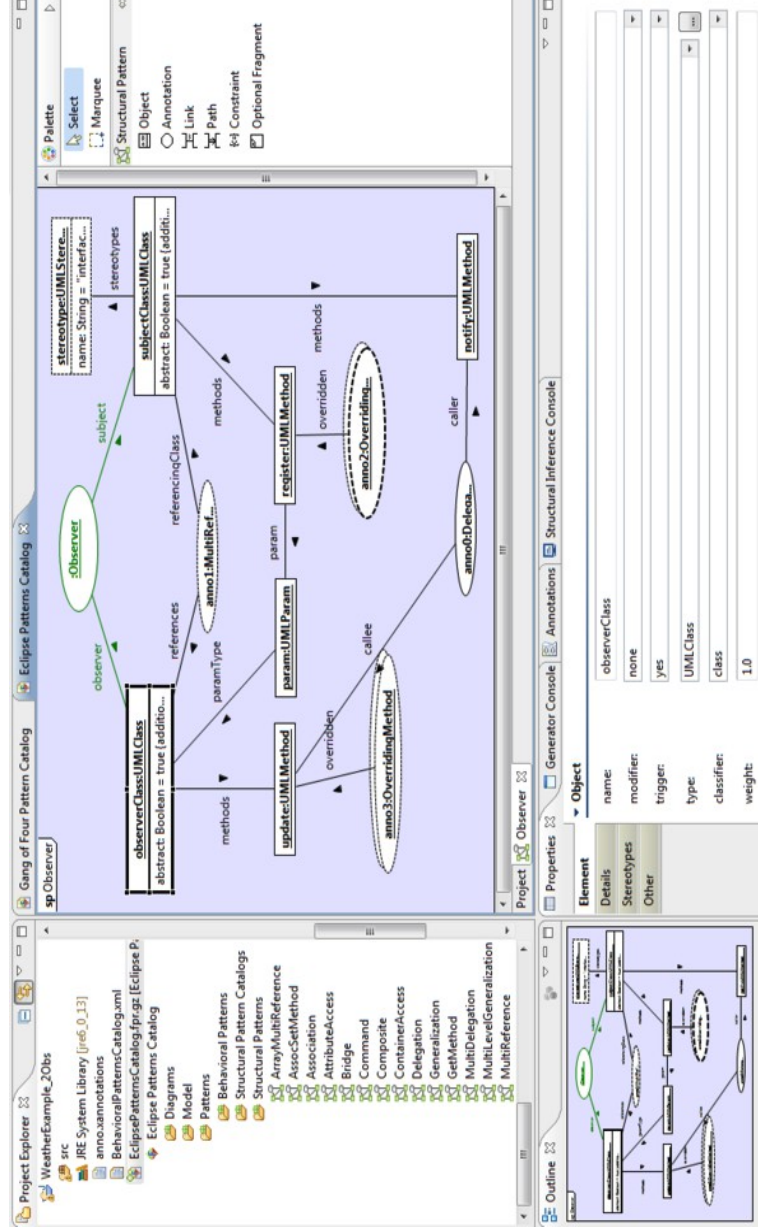 Project Explorer
WeatherExample_2Obs
src
JRE System Library [jre6_0_13]
anno.xannotations
BehavioralPatternsCatalog.xml
EclipsePatternsCatalog.fpr.gz [Eclipse P.
Eclipse Patterns Catalog
Diagrams
Model
Patterns
Behavioral Patterns
Structural Pattern Catalogs
Structural Patterns
ArrayMultiReference
AssocSetMethod
Association
AttributeAccess
Bridge
Command
Composite
ContainerAccess
Delegation
Generalization
GetMethod
MultiDelegation
MultiLevelGeneralization
MultiReference
Gang of Four Pattern Catalog
Eclipse Patterns Catalog
sp Observer
:Observer
observer
subject
stereotype:UMLStere...
name: String = "interfac...
stereotypes
observerClass:UMLClass
abstract: Boolean = true {additio...
subjectClass:UMLClass
abstract: Boolean = true {additi...
references
referencingClass
anno1:MultiRef...
paramType
methods
methods
methods
update:UMLMethod
param:UMLParam
param
register:UMLMethod
overridden
overridden
anno3:OverridingMethod
callee
anno2:Overriding...
caller
anno0:Delega...
notify:UMLMethod
Project
Observer
Palette
Select
Marquee
Structural Pattern
Object
Annotation
Link
Path
{c} Constraint
Optional Fragment
Outline
Properties
Generator Console
Annotations
Structural Inference Console
Element
Details
Stereotypes
Other
Object
name: observerClass
modifier: none
trigger: yes
type: UMLClass
...
classifier: class
weight: 1.0